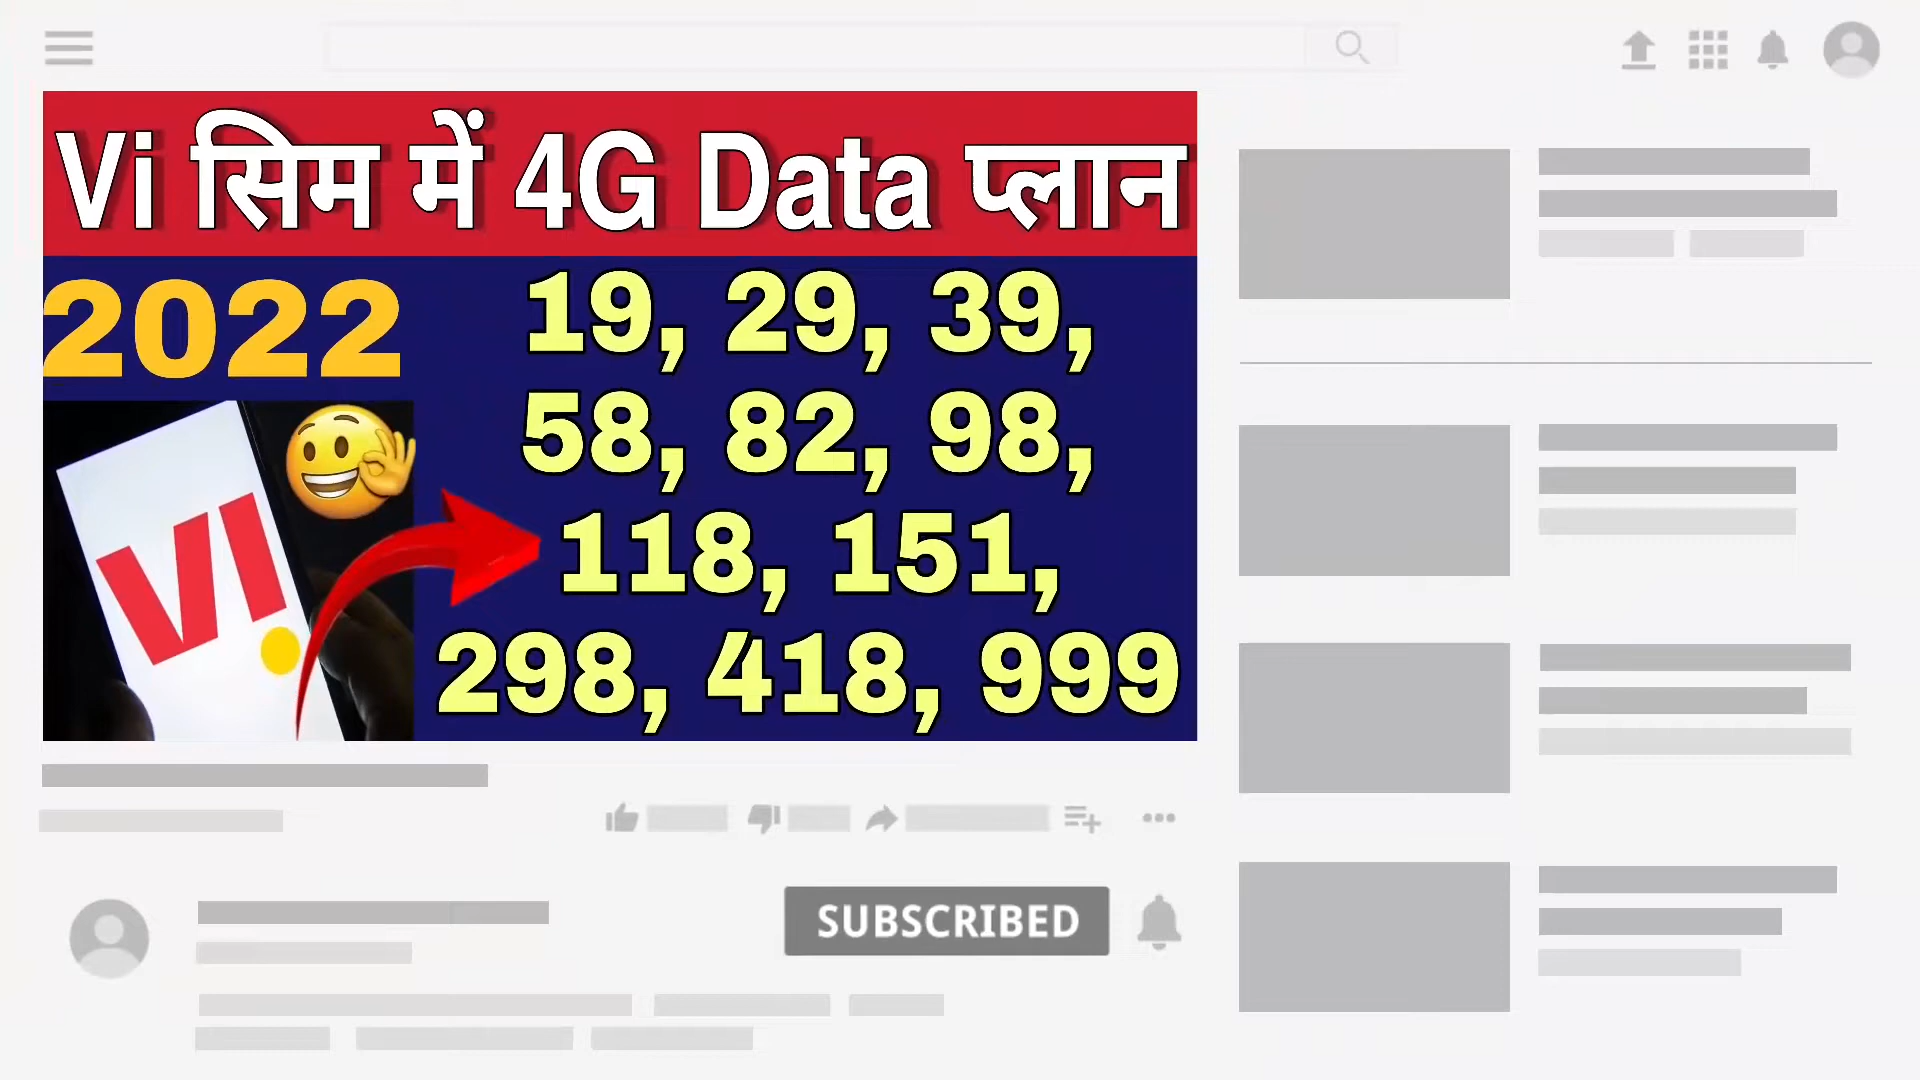 Vi सिम में 4G Data प्लान
2022
19, 29, 39,
58, 82, 98,
118, 151,
298, 418, 999
VI
SUBSCRIBED